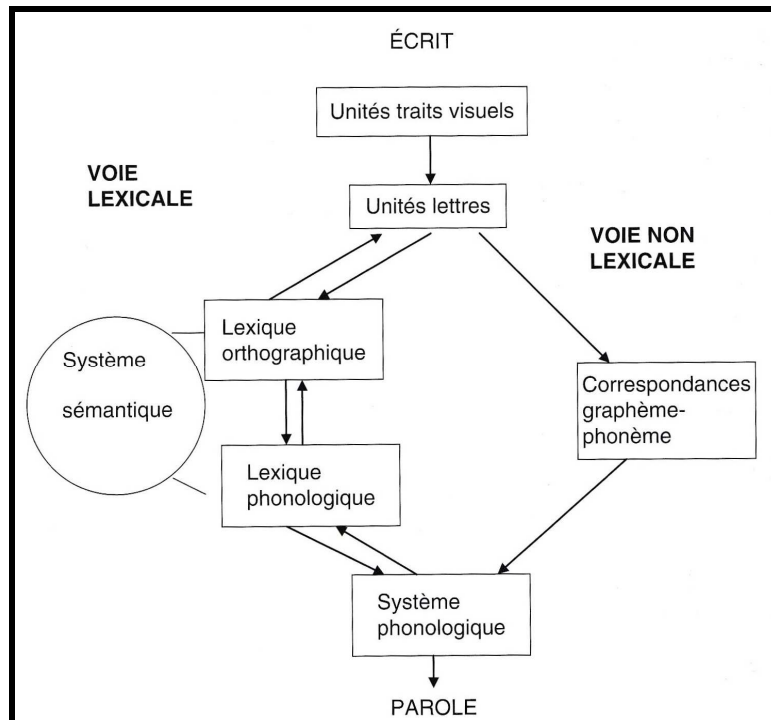 ÉCRIT
Unités traits visuels
VOIE
LEXICALE
Unités lettres
VOIE NON
LEXICALE
Lexique
orthographique
Système
sémantique
Correspondances
graphème-
phonème
Lexique
phonologique
Système
phonologique
PAROLE